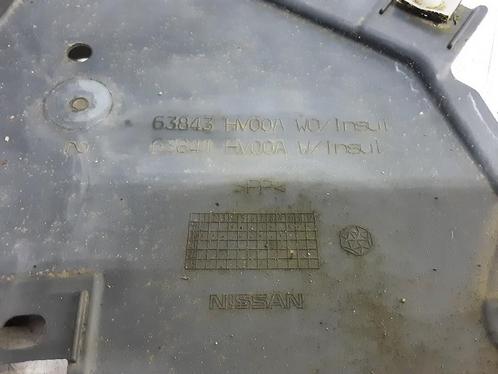 63843 HV00A WO/Insul
63841 HV00A W/Insul
>PP<
NISSAN